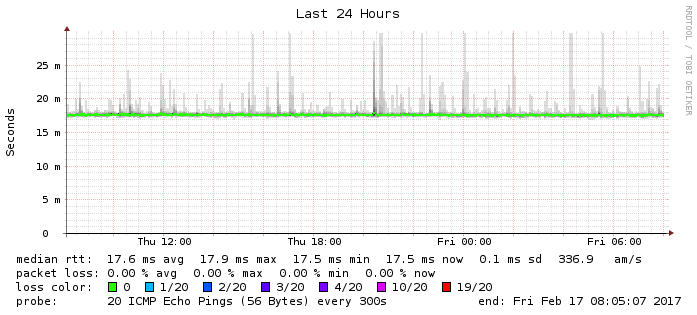 Last 24 Hours
RRDTOOL / TOBI OETIKER
Seconds
25 m
20 m
15 m
10 m
5 m
0
Thu 12:00 Thu 18:00 Fri 00:00 Fri 06:00
median rtt: 17.6 ms avg 17.9 ms max 17.5 ms min 17.5 ms now 0.1 ms sd 336.9 am/s
packet loss: 0.00 % avg 0.00 % max 0.00 % min 0.00 % now
loss color: 0 1/20 2/20 3/20 4/20 10/20 19/20
probe: 20 ICMP Echo Pings (56 Bytes) every 300s end: Fri Feb 17 08:05:07 2017